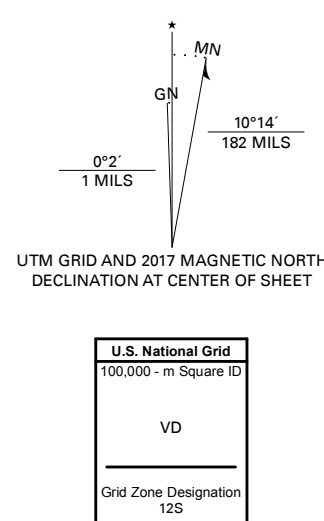 ★
MN
GN
10°14´
182 MILS
0°2´
1 MILS
UTM GRID AND 2017 MAGNETIC NORTH
DECLINATION AT CENTER OF SHEET
U.S. National Grid
100,000 - m Square ID
VD
Grid Zone Designation
12S